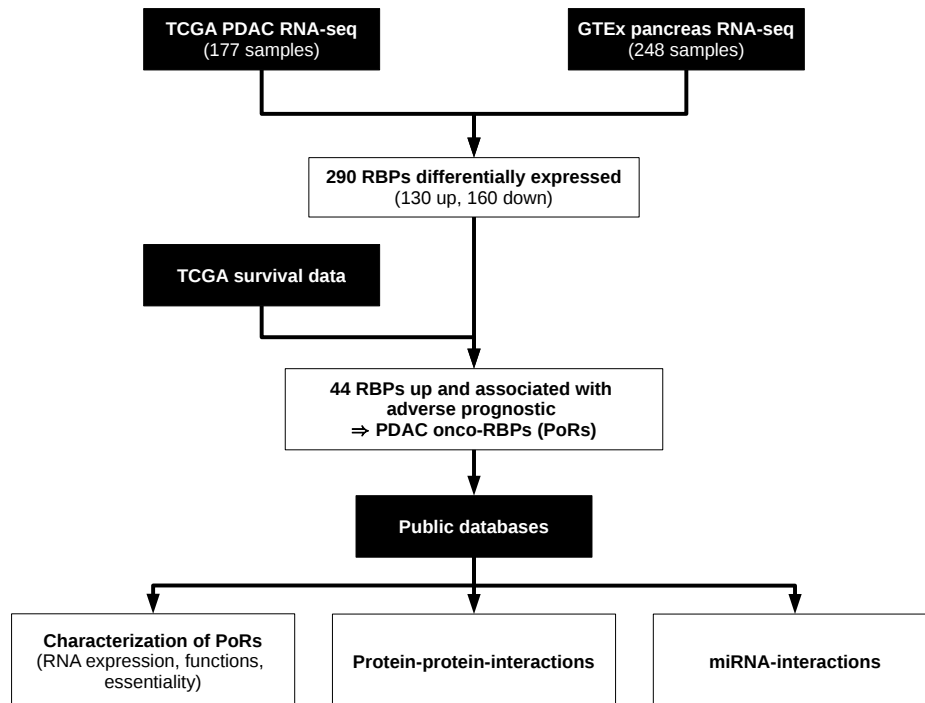 TCGA PDAC RNA-seq
(177 samples)
GTEx pancreas RNA-seq
(248 samples)
290 RBPs differentially expressed
(130 up, 160 down)
TCGA survival data
44 RBPs up and associated with
adverse prognostic
⇒ PDAC onco-RBPs (PoRs)
Public databases
Characterization of PoRs
(RNA expression, functions,
essentiality)
Protein-protein-interactions
miRNA-interactions